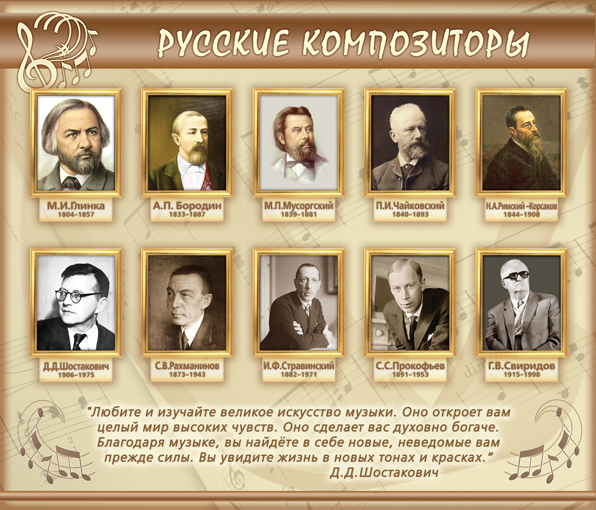 РУССКИЕ КОМПОЗИТОРЫ
М.И.Глинка
1804-1857
А.П. Бородин
1833-1887
М.П.Мусоргский
1839-1881
П.И.Чайковский
1840-1893
Н.А.Римский -Корсаков
1844-1908
Д.Д.Шостакович
1906-1975
С.В.Рахманинов
1873-1943
И.Ф.Стравинский
1882-1971
С.С.Прокофьев
1891-1953
Г.В.Свиридов
1915-1998
"Любите и изучайте великое искусство музыки. Оно откроет вам
целый мир высоких чувств. Оно сделает вас духовно богаче.
Благодаря музыке, вы найдёте в себе новые, неведомые вам
прежде силы. Вы увидите жизнь в новых тонах и красках."
Д.Д.Шостакович